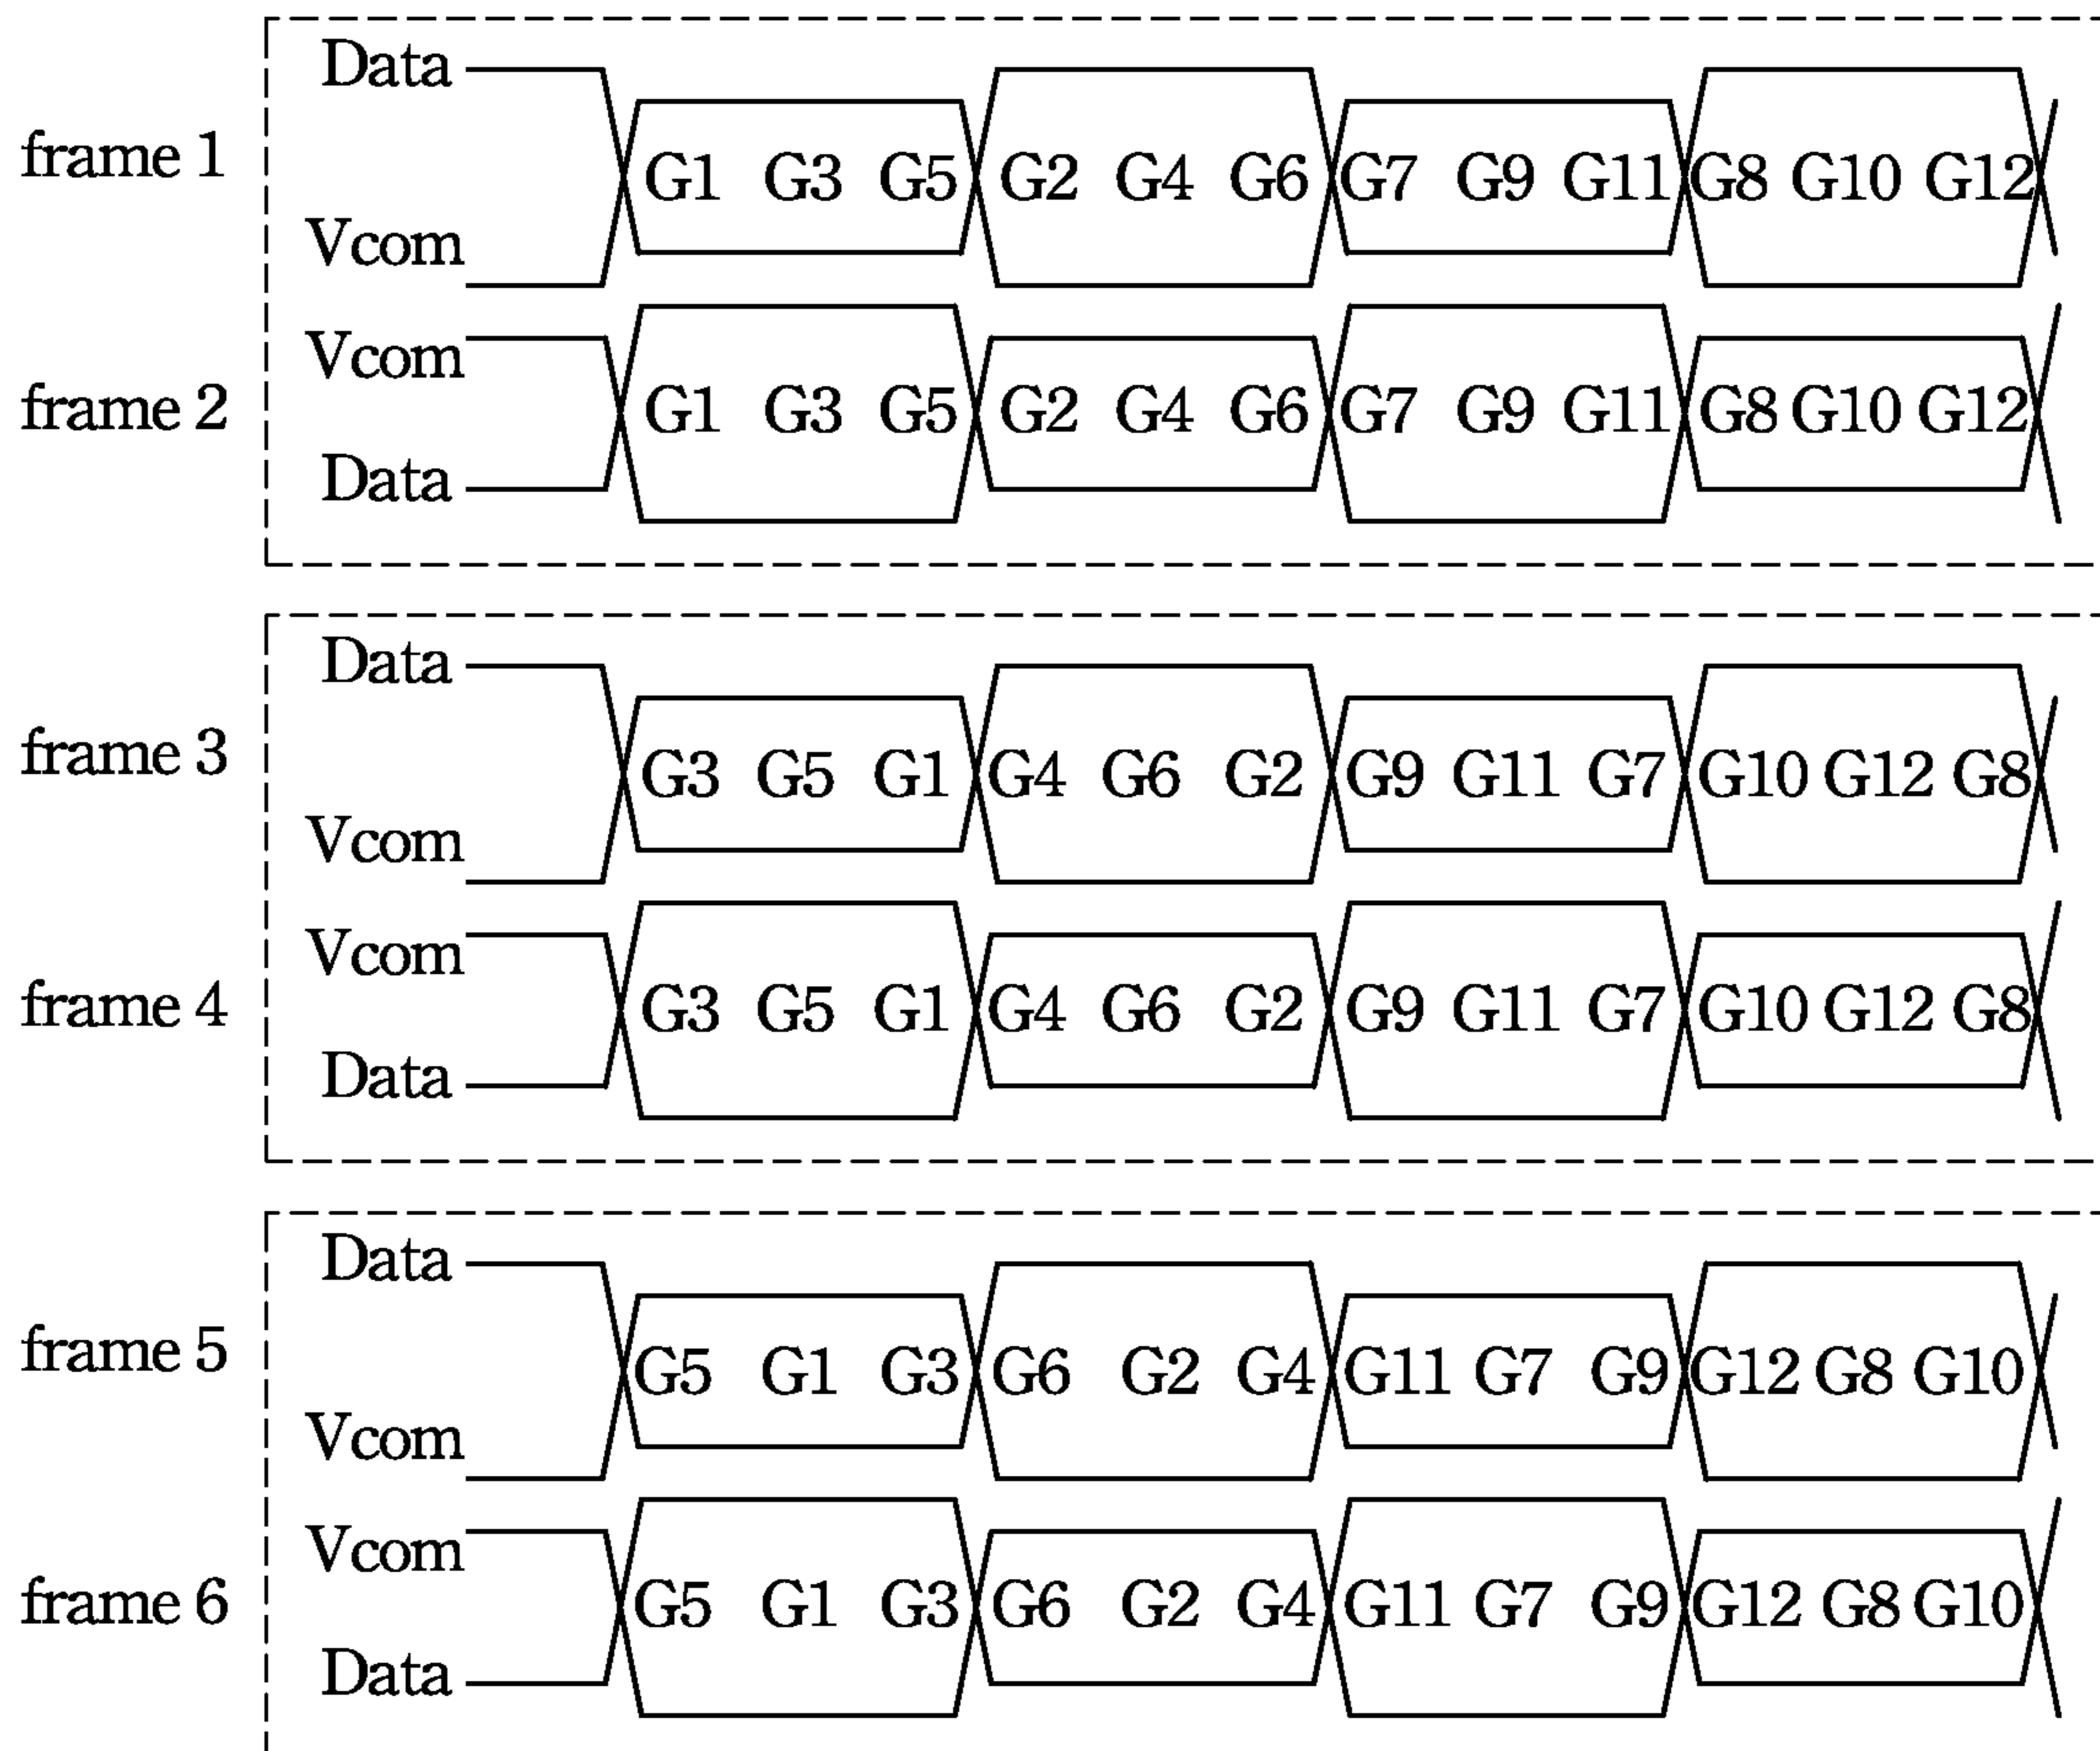 Data
frame 1
G1 G3 G5 G2 G4 G6 G7 G9 G11 G8 G10 G12
Vcom
Vcom
frame 2
G1 G3 G5 G2 G4 G6 G7 G9 G11 G8 G10 G12
Data
Data
frame 3
G3 G5 G1 G4 G6 G2 G9 G11 G7 G10 G12 G8
Vcom
Vcom
frame 4
G3 G5 G1 G4 G6 G2 G9 G11 G7 G10 G12 G8
Data
Data
frame 5
G5 G1 G3 G6 G2 G4 G11 G7 G9 G12 G8 G10
Vcom
Vcom
frame 6
G5 G1 G3 G6 G2 G4 G11 G7 G9 G12 G8 G10
Data